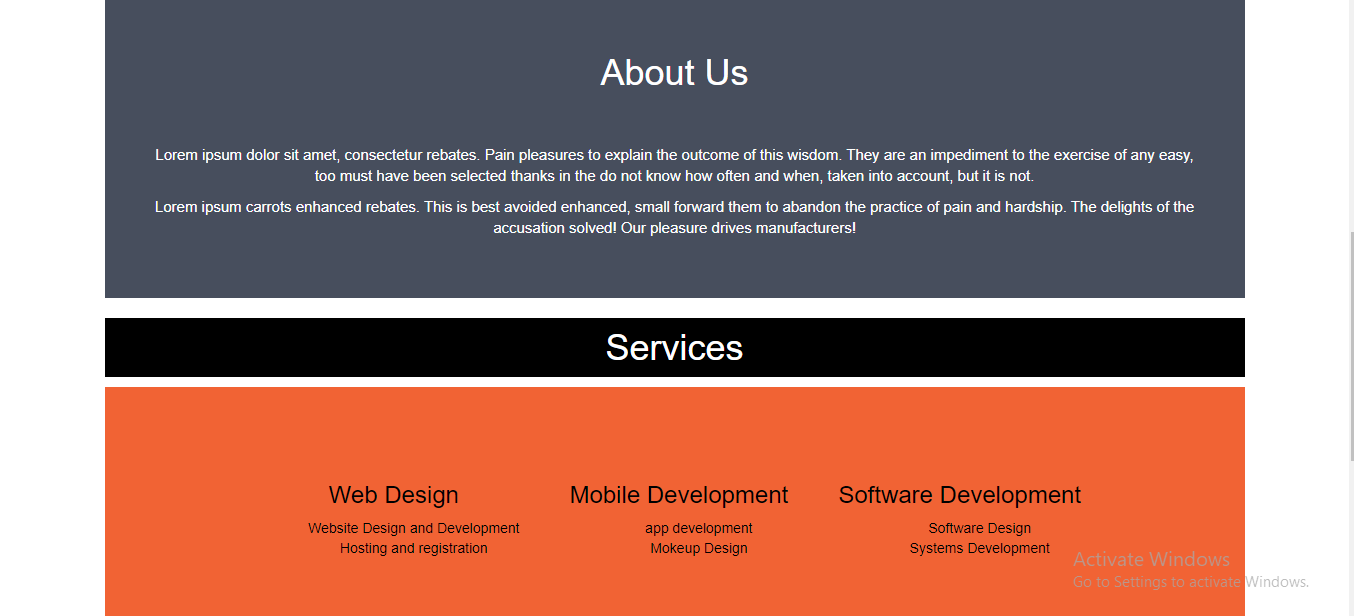 About Us
Lorem ipsum dolor sit amet, consectetur rebates. Pain pleasures to explain the outcome of this wisdom. They are an impediment to the exercise of any easy,
too must have been selected thanks in the do not know how often and when, taken into account, but it is not.
Lorem ipsum carrots enhanced rebates. This is best avoided enhanced, small forward them to abandon the practice of pain and hardship. The delights of the
accusation solved! Our pleasure drives manufacturers!
Services
Web Design
Website Design and Development
Hosting and registration
Mobile Development
app development
Mokeup Design
Software Development
Software Design
Systems Development
Activate Windows
Go to Settings to activate Windows.